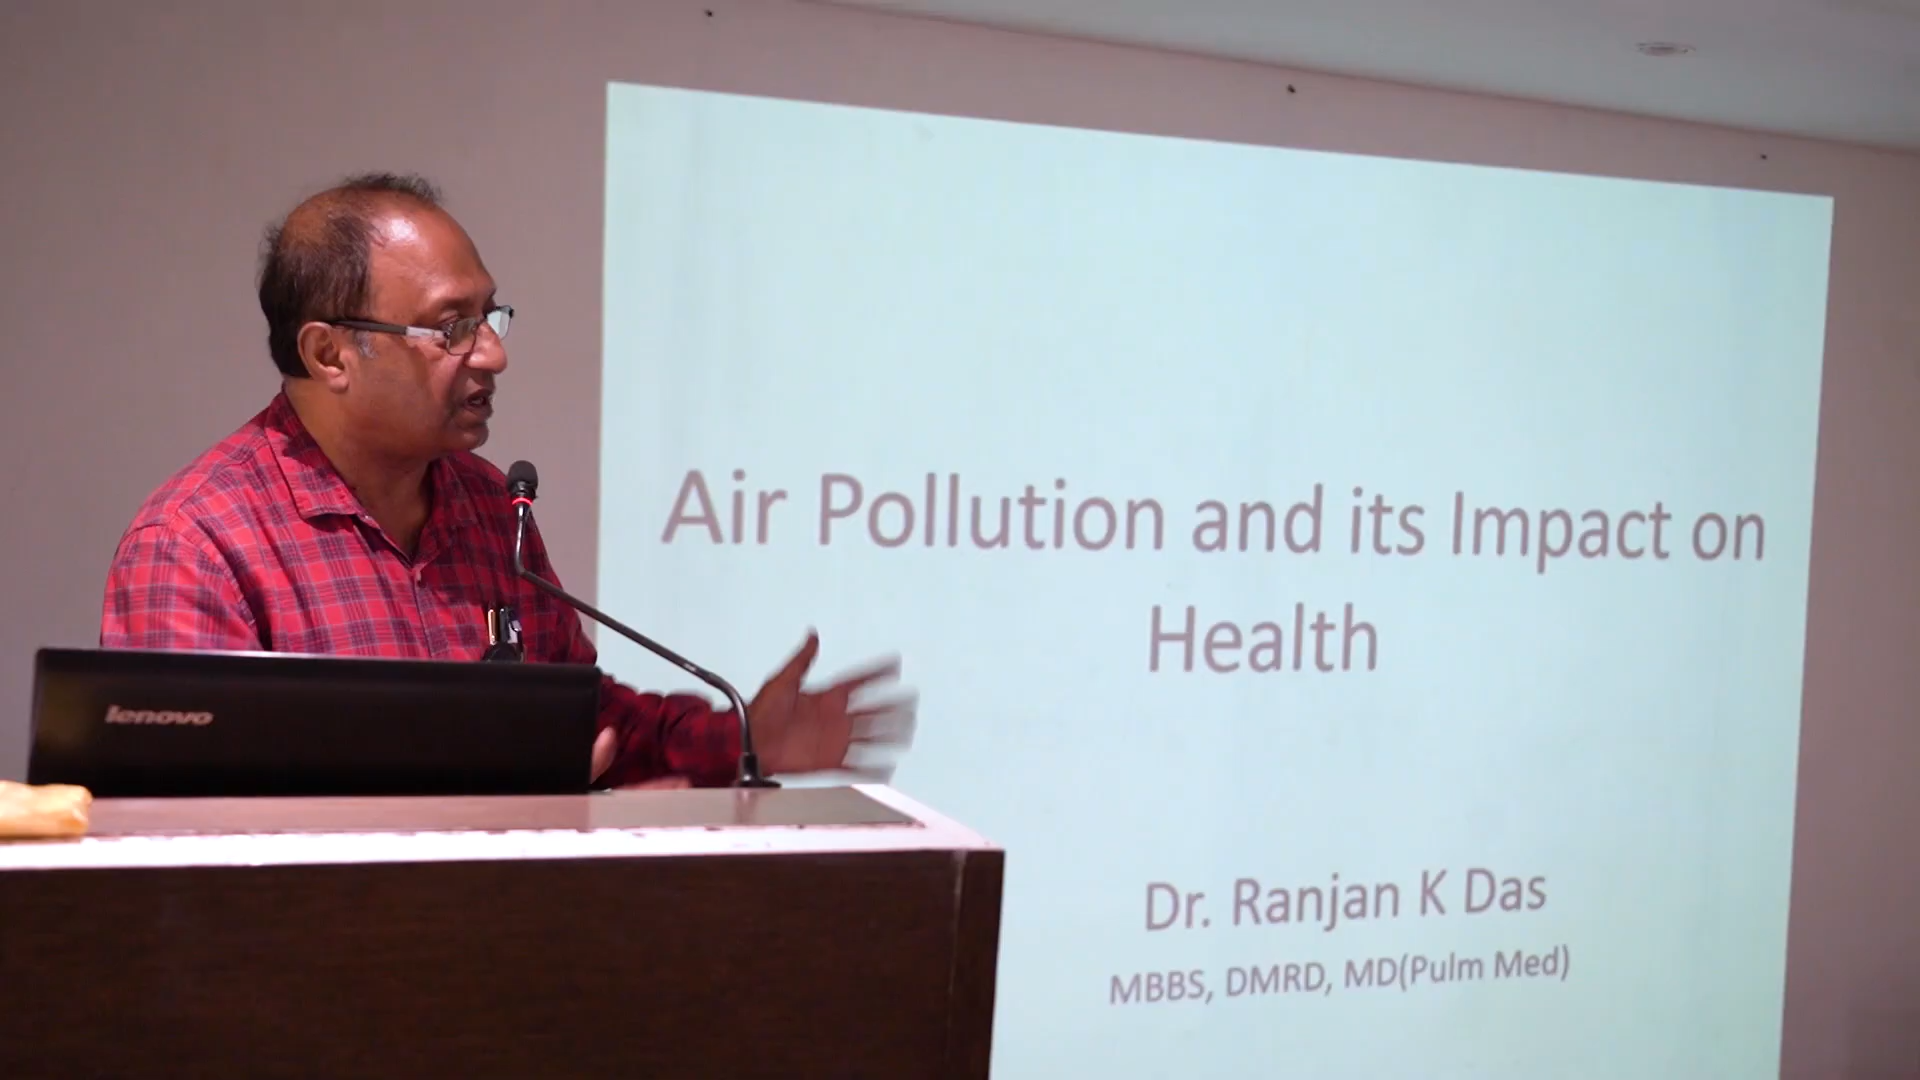 Air Pollution and its Impact on
Health
Dr. Ranjan K Das
MBBS, DMRD, MD(Pulm Med)
lenovo